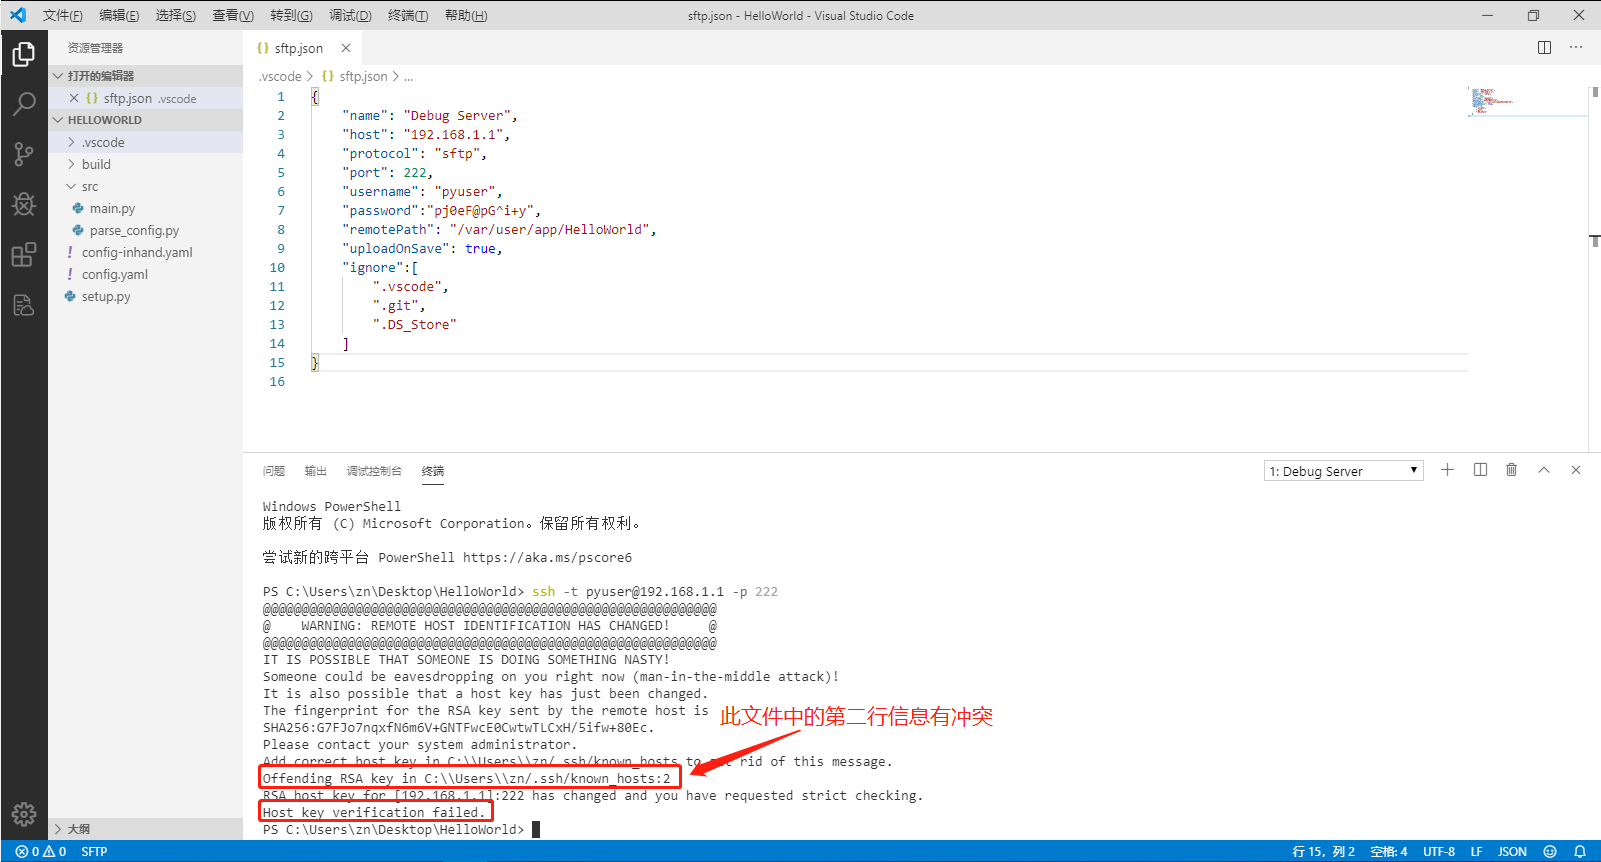 文件(F) 编辑(E) 选择(S) 查看(V) 转到(G) 调试(D) 终端(T) 帮助(H) sftp.json - HelloWorld - Visual Studio Code
资源管理器
打开的编辑器
{} sftp.json .vscode
HELLOWORLD
.vscode
build
src
main.py
parse_config.py
! config-inhand.yaml
! config.yaml
setup.py
大纲
{} sftp.json
.vscode > {} sftp.json > ...
1 {
2 "name": "Debug Server",
3 "host": "192.168.1.1",
4 "protocol": "sftp",
5 "port": 222,
6 "username": "pyuser",
7 "password":"pj0eF@pG^i+y",
8 "remotePath": "/var/user/app/HelloWorld",
9 "uploadOnSave": true,
10 "ignore":[
11 ".vscode",
12 ".git",
13 ".DS_Store"
14 ]
15 }
16
问题 输出 调试控制台 终端 1: Debug Server
Windows PowerShell
版权所有 (C) Microsoft Corporation。保留所有权利。
尝试新的跨平台 PowerShell https://aka.ms/pscore6
PS C:\Users\zn\Desktop\HelloWorld> ssh -t pyuser@192.168.1.1 -p 222
@@@@@@@@@@@@@@@@@@@@@@@@@@@@@@@@@@@@@@@@@@@@@@@@@@@@@@@@@@@
@    WARNING: REMOTE HOST IDENTIFICATION HAS CHANGED!     @
@@@@@@@@@@@@@@@@@@@@@@@@@@@@@@@@@@@@@@@@@@@@@@@@@@@@@@@@@@@
IT IS POSSIBLE THAT SOMEONE IS DOING SOMETHING NASTY!
Someone could be eavesdropping on you right now (man-in-the-middle attack)!
It is also possible that a host key has just been changed.
The fingerprint for the RSA key sent by the remote host is
SHA256:G7FJo7nqxfN6m6V+GNTFwcE0CwtwTLCxH/5ifw+80Ec.
此文件中的第二行信息有冲突
Please contact your system administrator.
Add correct host key in C:\\Users\\zn/.ssh/known_hosts to get rid of this message.
Offending RSA key in C:\\Users\\zn/.ssh/known_hosts:2
RSA host key for [192.168.1.1]:222 has changed and you have requested strict checking.
Host key verification failed.
PS C:\Users\zn\Desktop\HelloWorld>
0 0 SFTP 行 15, 列 2 空格: 4 UTF-8 LF JSON